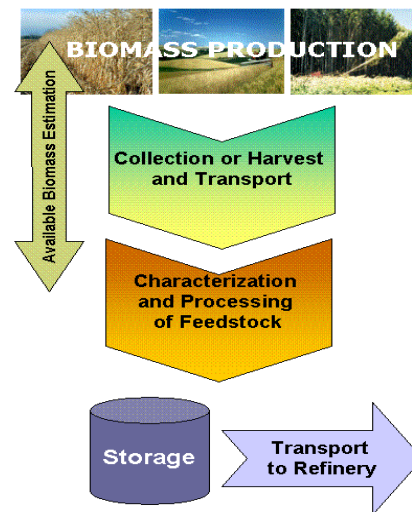 BIOMASS PRODUCTION
Available Biomass Estimation
Collection or Harvest
and Transport
Characterization
and Processing
of Feedstock
Storage
Transport
to Refinery